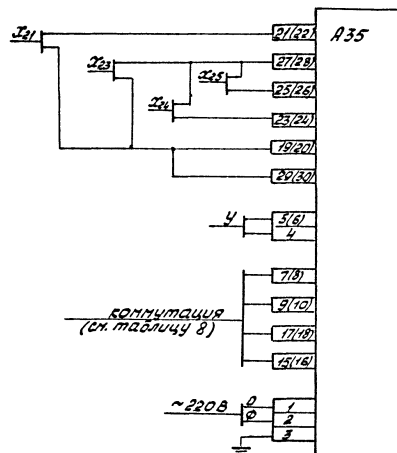 21(22) А35
X21
27(28)
X23
X25
25(26)
X24
23(24)
19(20)
29(30)
У
5(6)
4
7(8)
коммутация
(см. таблицу 8)
9(10)
17(18)
15(16)
~220В
0
1
Ф
2
3